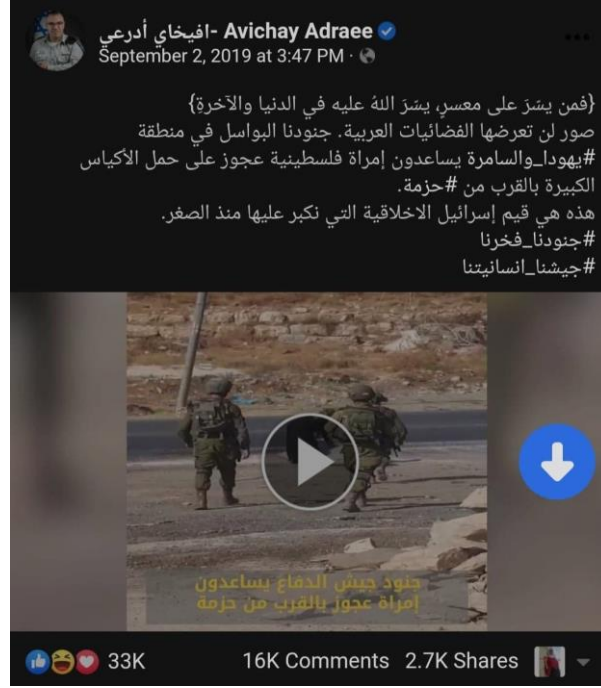 افيخاي أدرعي- Avichay Adraee
September 2, 2019 at 3:47 PM ·
{فمن يسّرَ على معسرٍ، يسّرَ اللهُ عليه في الدنيا والآخرةِ}
صور لن تعرضها الفضائيات العربية. جنودنا البواسل في منطقة
#يهودا_والسامرة يساعدون إمراة فلسطينية عجوز على حمل الأكياس
الكبيرة بالقرب من #حزمة.
هذه هي قيم إسرائيل الاخلاقية التي نكبر عليها منذ الصغر.
#جنودنا_فخرنا
#جيشنا_انسانيتنا
جنود جيش الدفاع يساعدون
إمراة عجوز بالقرب من حزمة
33K 16K Comments 2.7K Shares